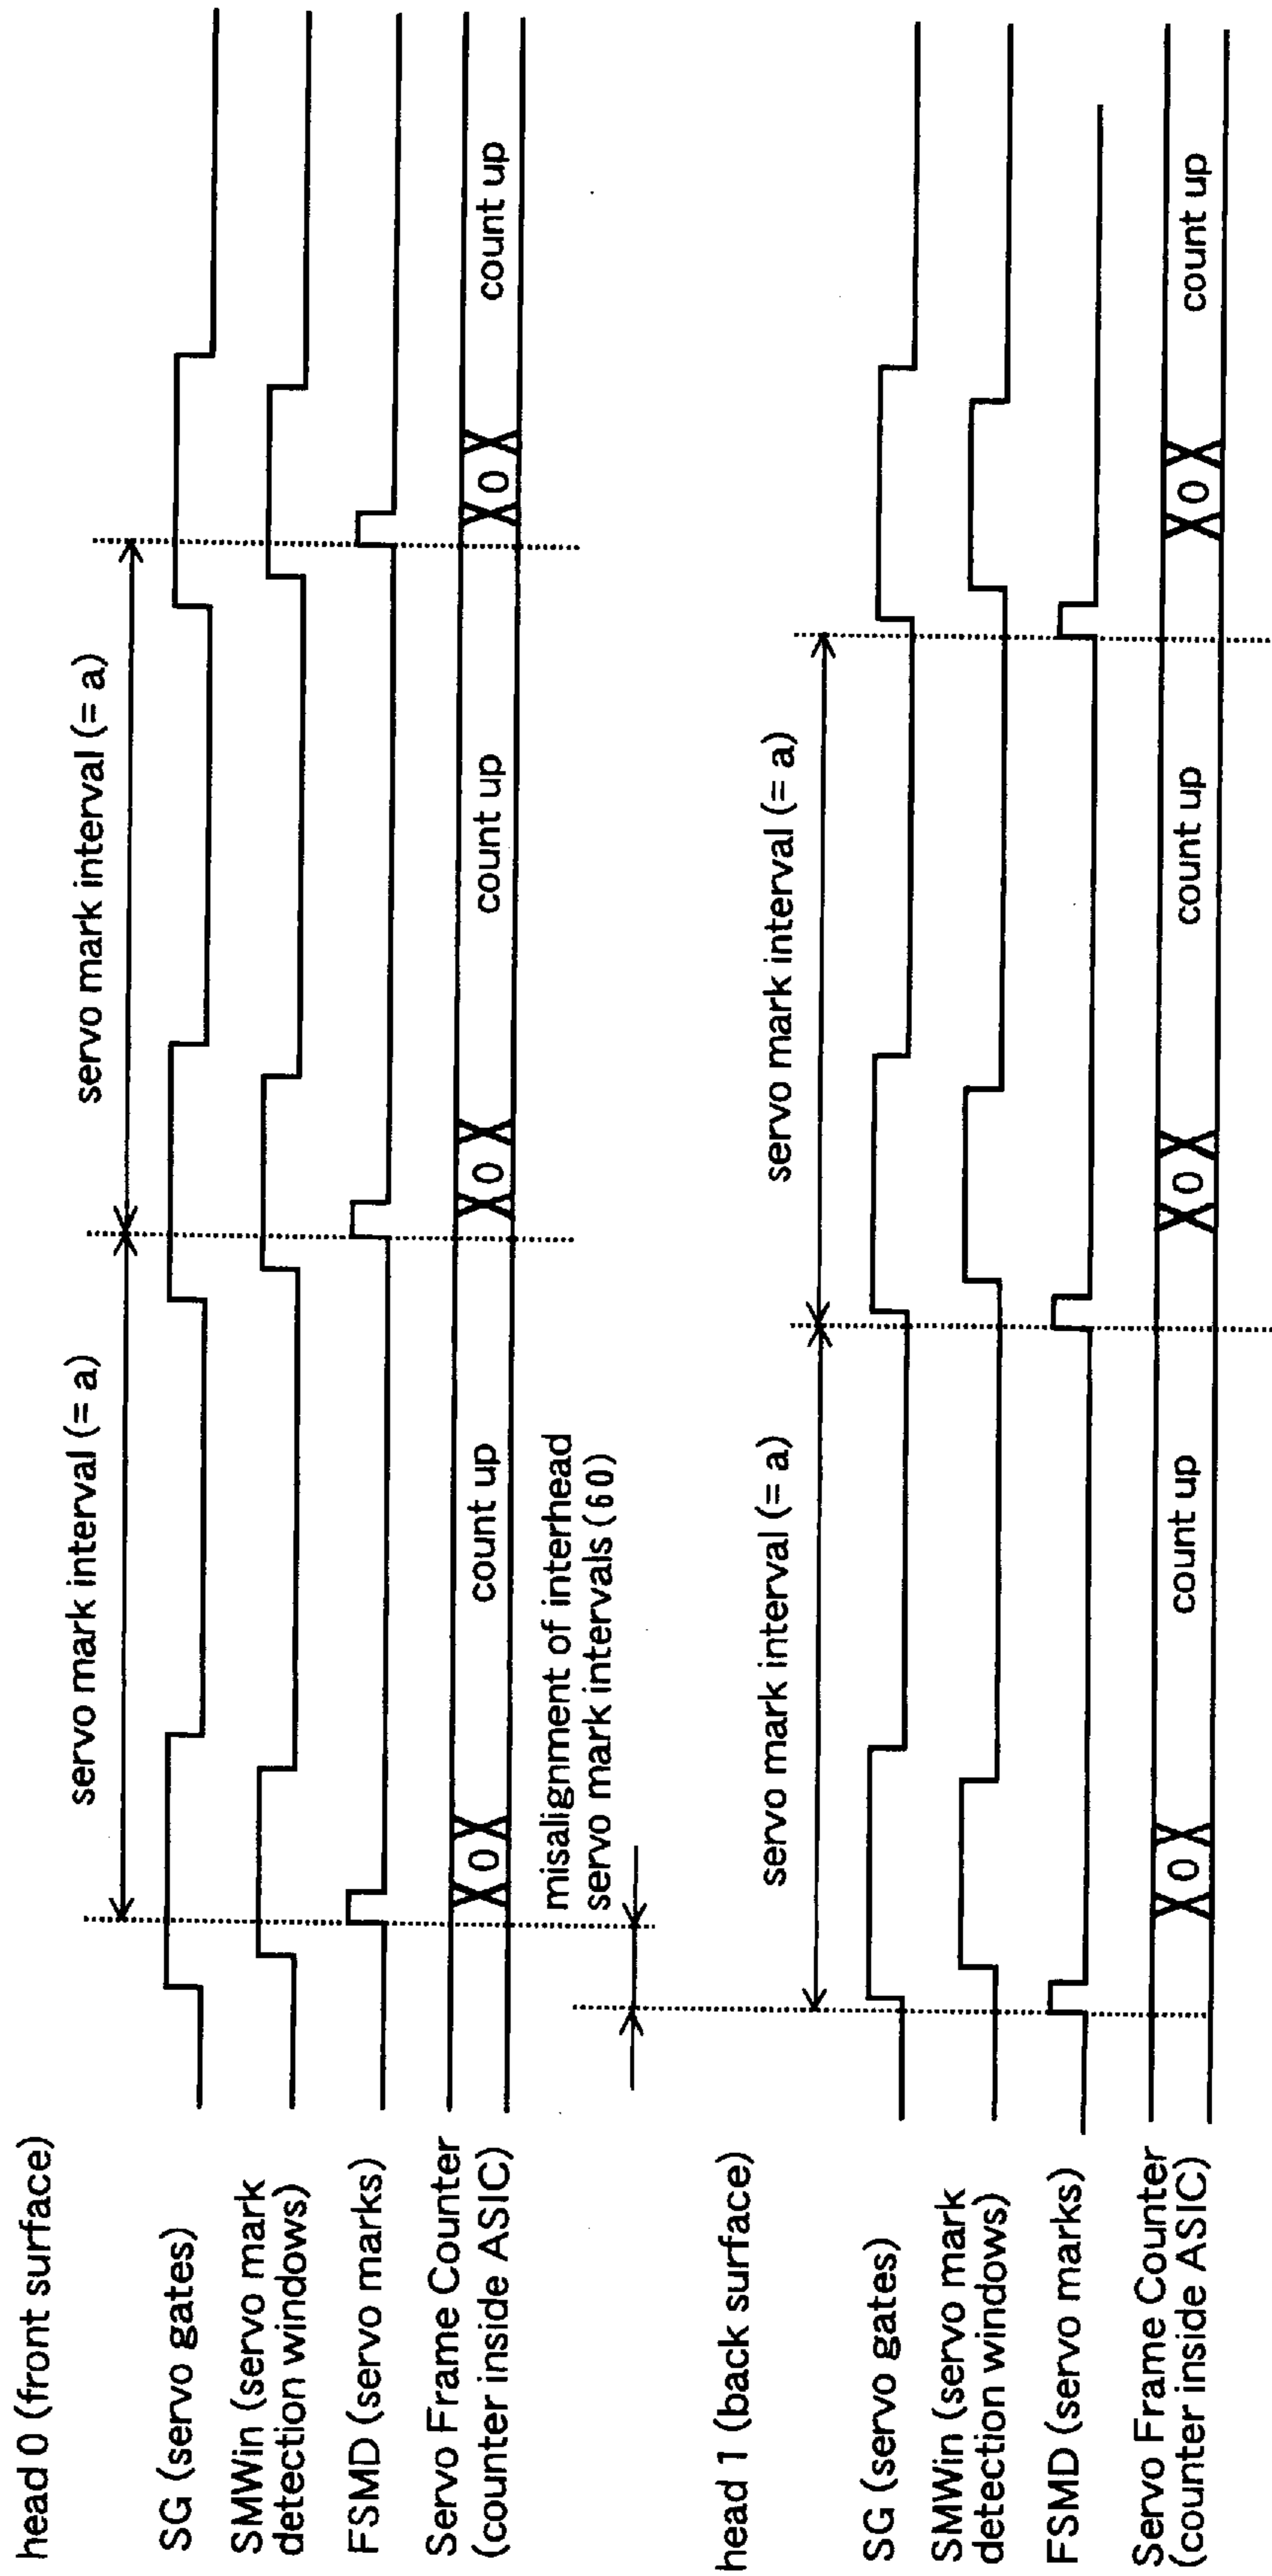 head 0 (front surface)
servo mark interval (= a)
servo mark interval (= a)
SG (servo gates)
SMWin (servo mark
detection windows)
FSMD (servo marks)
Servo Frame Counter
(counter inside ASIC)
0
count up
0
count up
0
count up
misalignment of interhead
servo mark intervals (60)
head 1 (back surface)
servo mark interval (= a)
servo mark interval (= a)
SG (servo gates)
SMWin (servo mark
detection windows)
FSMD (servo marks)
Servo Frame Counter
(counter inside ASIC)
0
count up
0
count up
0
count up